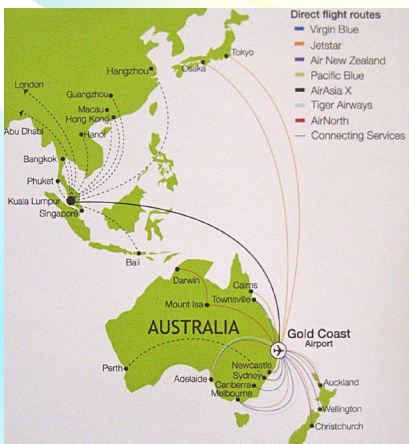 Direct flight routes
Virgin Blue
Jetstar
Air New Zealand
Pacific Blue
AirAsia X
Tiger Airways
AirNorth
Connecting Services
Tokyo
Osaka
Hangzhou
London
Guangzhou
Macau
Hong Kong
Abu Dhabi
Hanoi
Bangkok
Phuket
Kuala Lumpur
Singapore
Bali
Darwin
Cairns
Mount Isa
Townsville
AUSTRALIA
Gold Coast
Airport
Perth
Adelaide
Newcastle
Sydney
Canberra
Melbourne
Auckland
Wellington
Christchurch